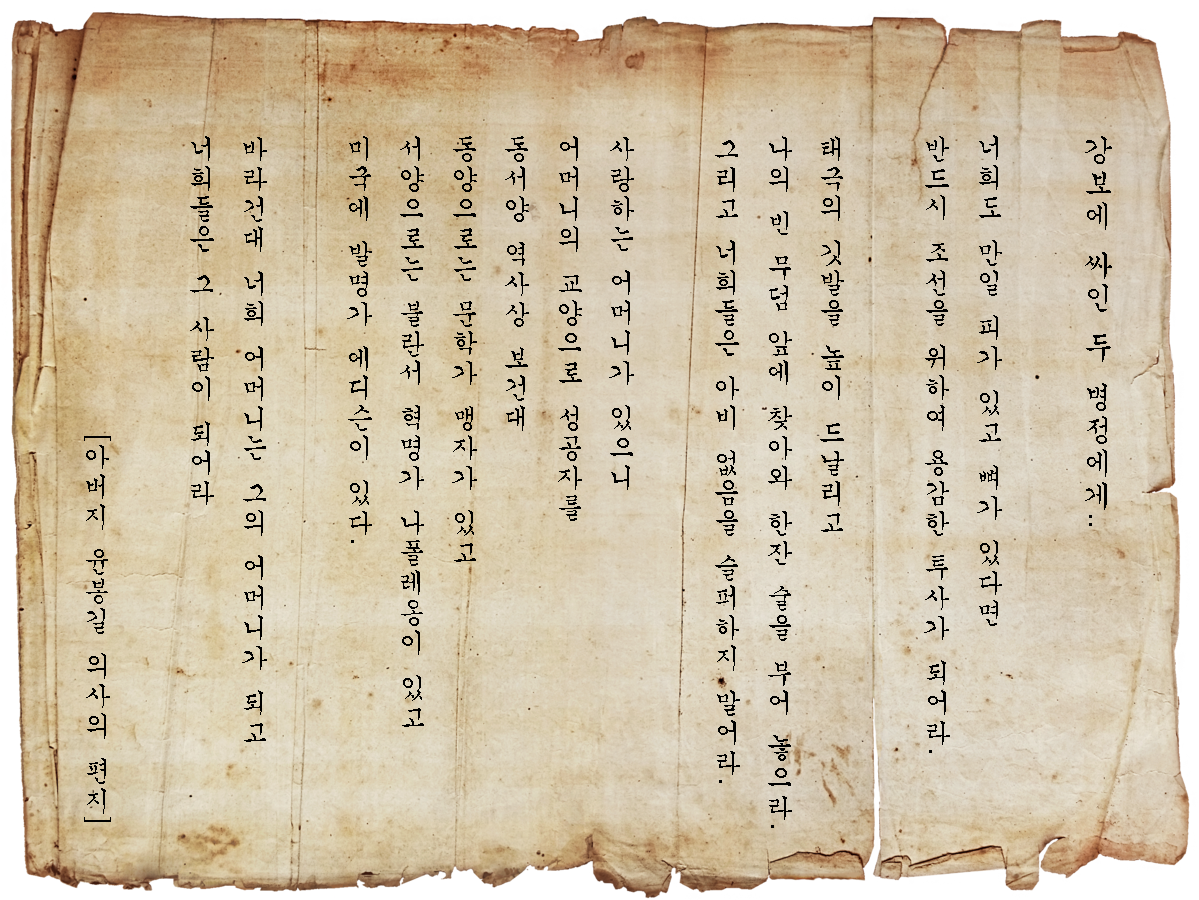 강보에 싸인 두 병정에게:
너희도 만일 피가 있고 뼈가 있다면
반드시 조선을 위하여 용감한 투사가 되어라.
태극의 깃발을 높이 드날리고
나의 빈 무덤 앞에 찾아와 한잔 술을 부어 놓으라.
그리고 너희들은 아비 없음을 슬퍼하지 말어라.
사랑하는 어머니가 있으니
어머니의 교양으로 성공자를
동서양 역사상 보건대
동양으로는 문학가 맹자가 있고
서양으로는 불란서 혁명가 나폴레옹이 있고
미국에 발명가 에디슨이 있다.
바라건대 너희 어머니는 그의 어머니가 되고
너희들은 그 사람이 되어라
[아버지 윤봉길 의사의 편지]